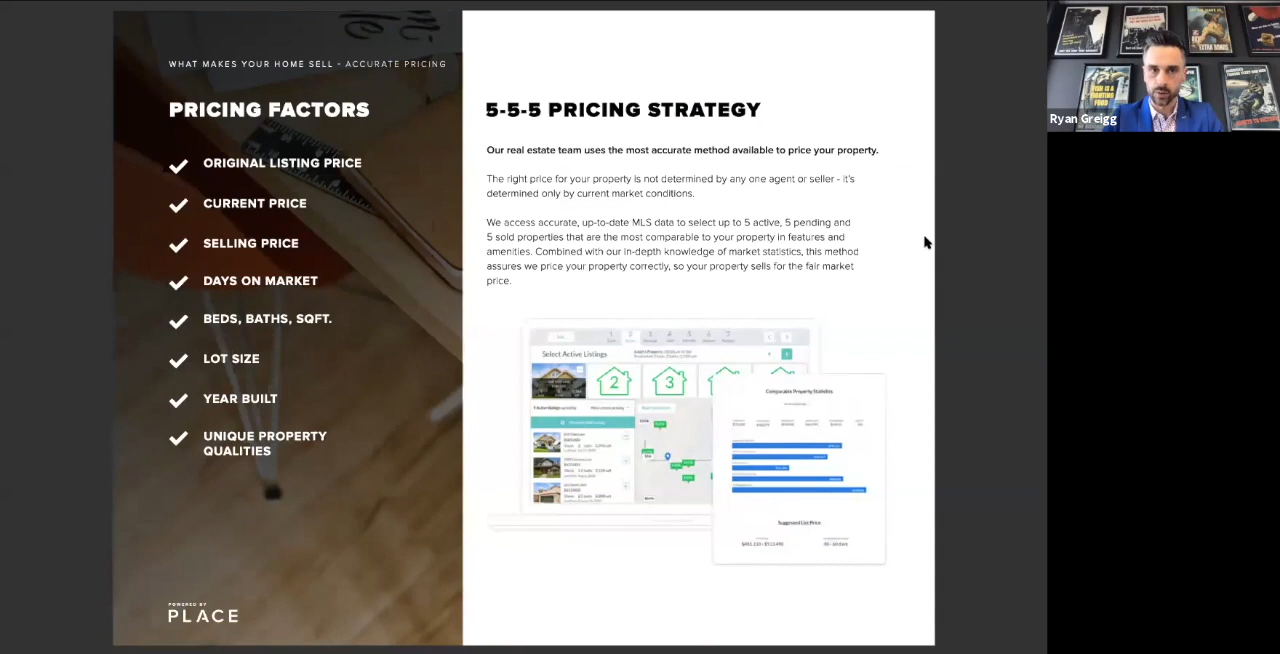 WHAT MAKES YOUR HOME SELL - ACCURATE PRICING
PRICING FACTORS
ORIGINAL LISTING PRICE
CURRENT PRICE
SELLING PRICE
DAYS ON MARKET
BEDS, BATHS, SQFT.
LOT SIZE
YEAR BUILT
UNIQUE PROPERTY
QUALITIES
POWERED BY
PLACE
5-5-5 PRICING STRATEGY
Our real estate team uses the most accurate method available to price your property.
The right price for your property is not determined by any one agent or seller - it's
determined only by current market conditions.
We access accurate, up-to-date MLS data to select up to 5 active, 5 pending and
5 sold properties that are the most comparable to your property in features and
amenities. Combined with our in-depth knowledge of market statistics, this method
assures we price your property correctly, so your property sells for the fair market
price.
Select Active Listings
2
3
Comparable Property Statistics
Suggested List Price
Ryan Greigg